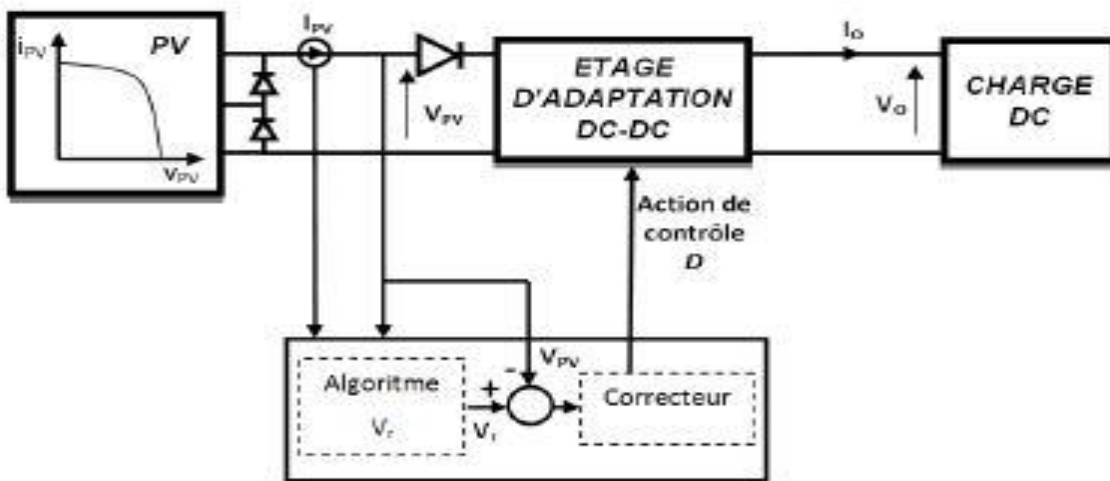 PV
iPV
vPV
IPV
VPV
ETAGE
D'ADAPTATION
DC-DC
IO
VO
CHARGE
DC
Action de
contrôle
D
Algoritme
Vr
+
Vr
-
VPV
Correcteur